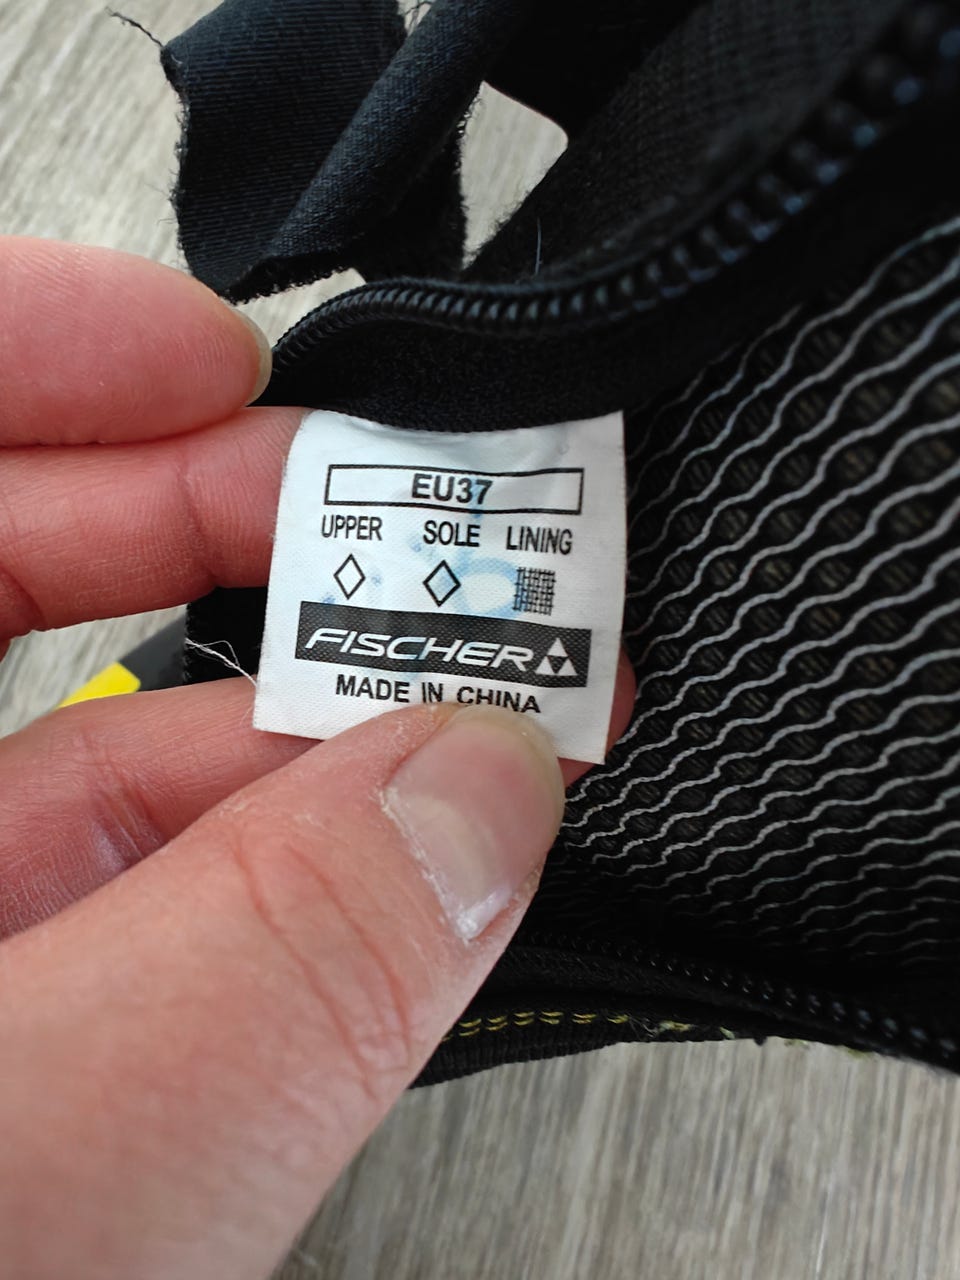 EU37
UPPER SOLE LINING
FISCHER
MADE IN CHINA